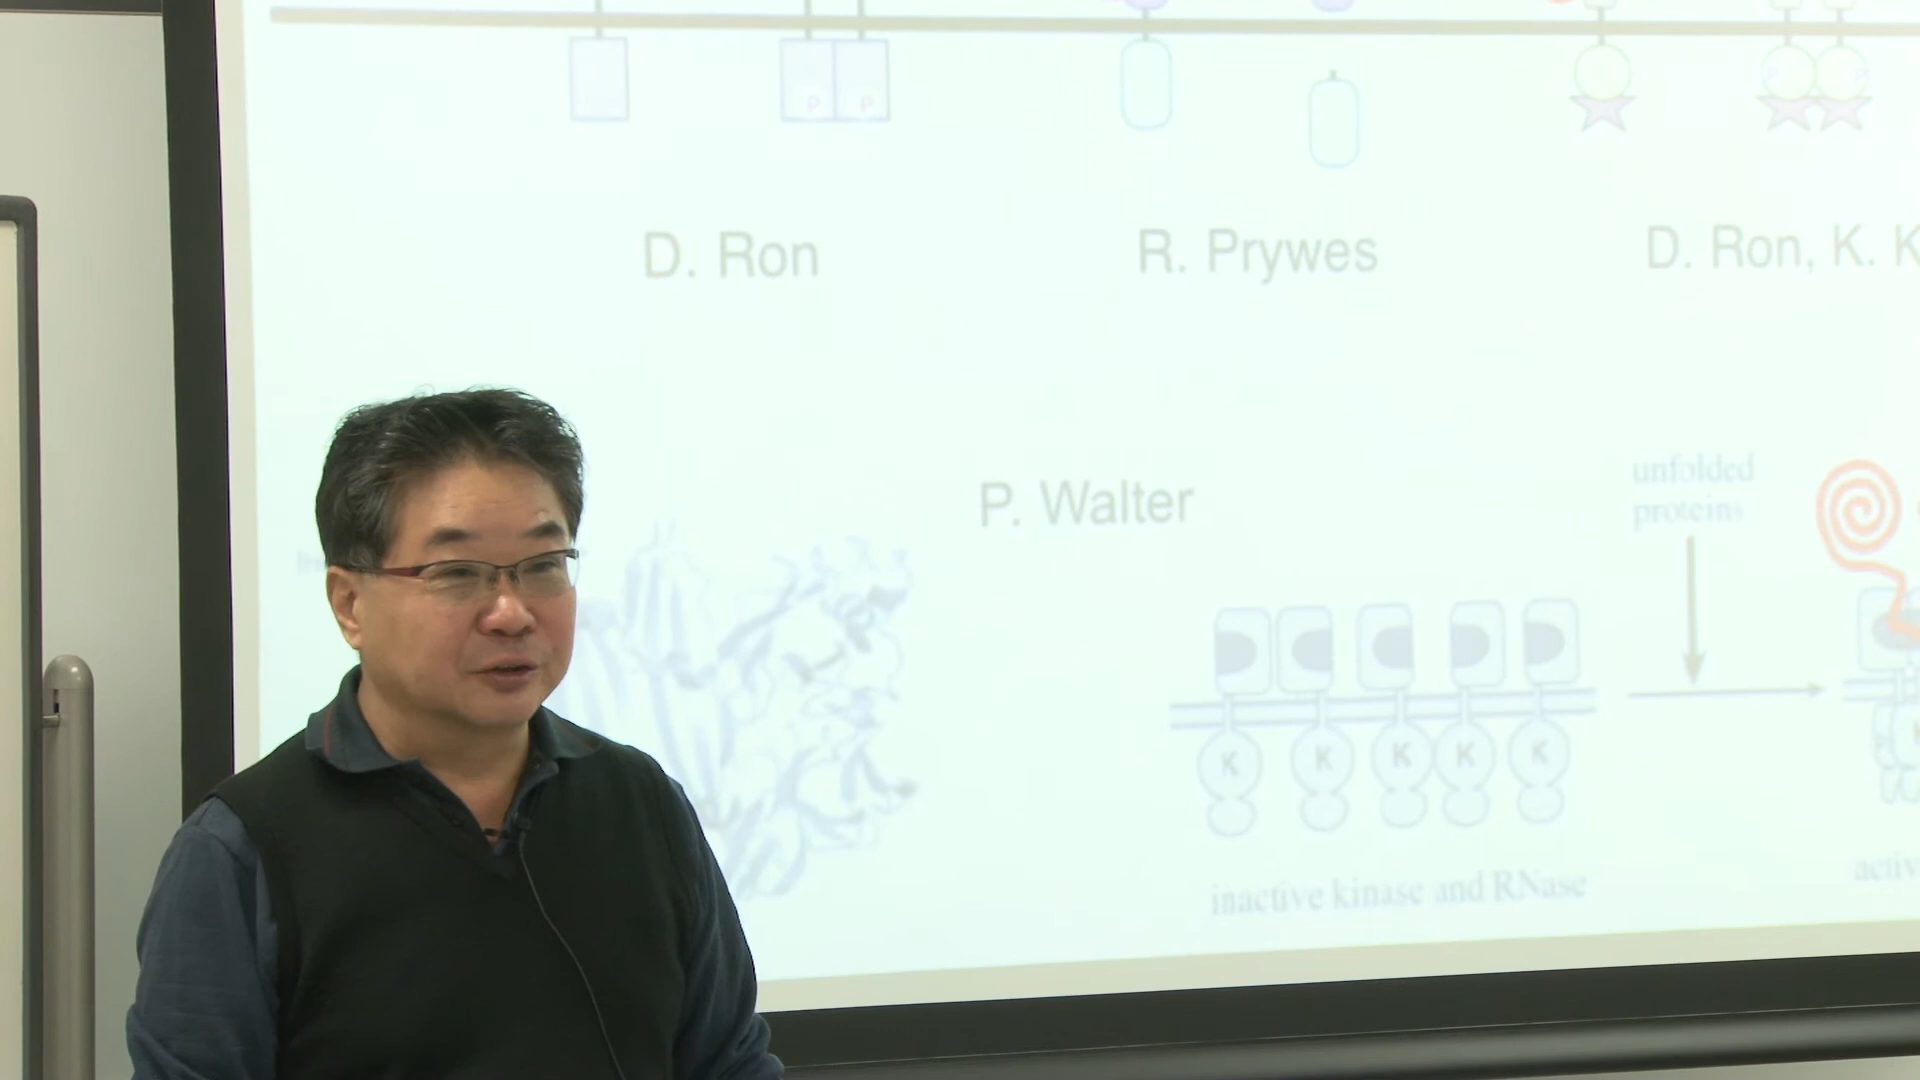 P P
P P
D. Ron
R. Prywes
D. Ron, K. K
P. Walter
unfolded
proteins
K K K K K
inactive kinase and RNase
activ